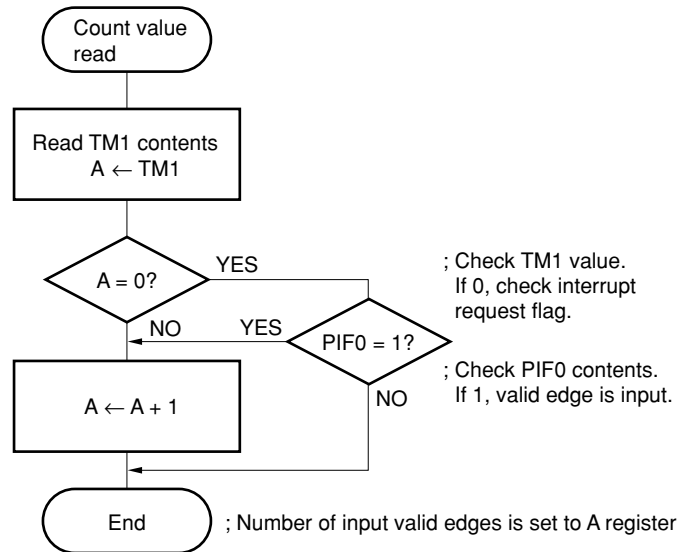 Count value
read
Read TM1 contents
A ← TM1
A = 0?
YES
; Check TM1 value.
If 0, check interrupt
request flag.
NO
YES
PIF0 = 1?
; Check PIF0 contents.
If 1, valid edge is input.
A ← A + 1
NO
End
; Number of input valid edges is set to A register